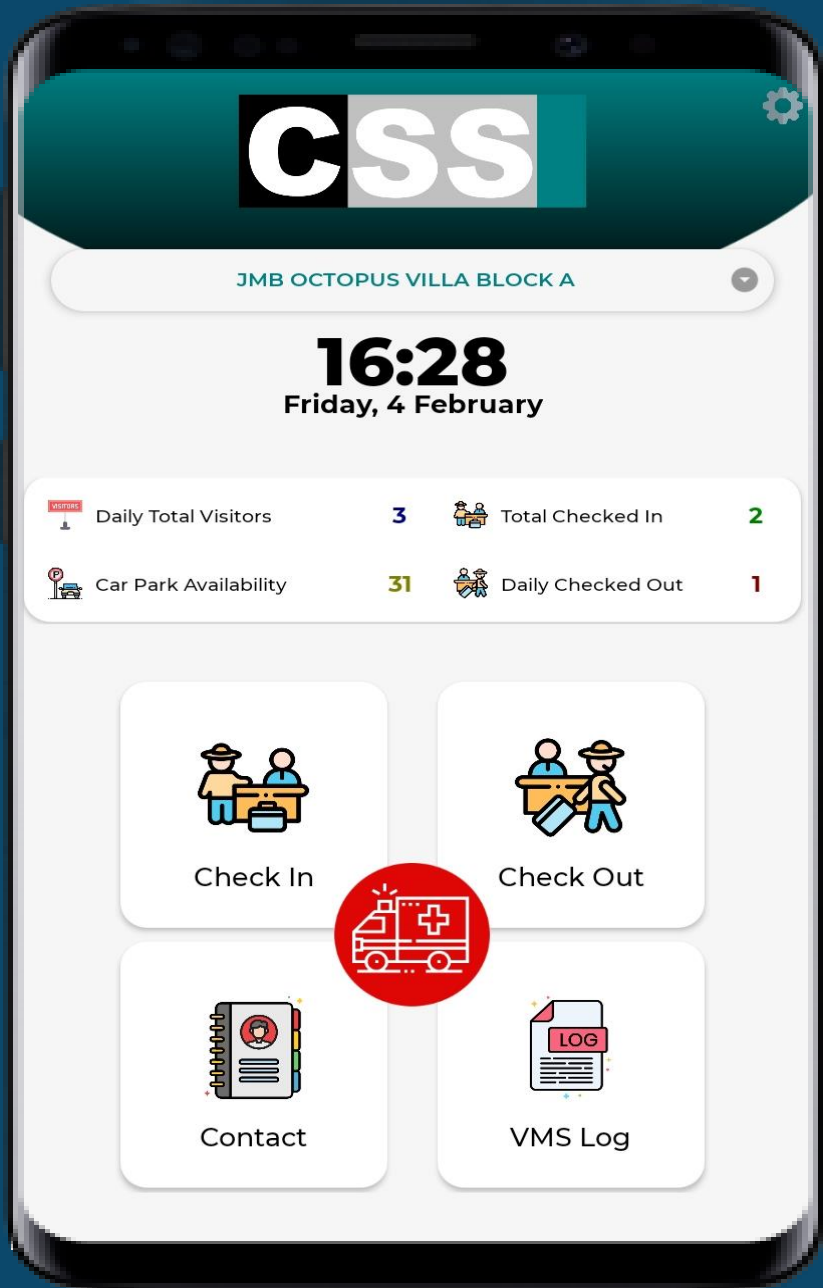 CSS
JMB OCTOPUS VILLA BLOCK A
16:28
Friday, 4 February
VISITORS
Daily Total Visitors 3 Total Checked In 2
P
Car Park Availability 31 Daily Checked Out 1
Check In Check Out
LOG
Contact VMS Log